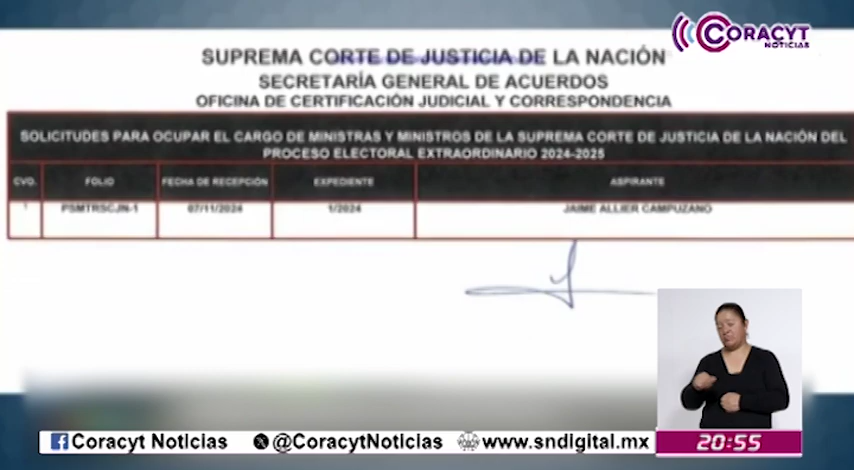 CORACYT
NOTICIAS
SUPREMA CORTE DE JUSTICIA DE LA NACIÓN
SECRETARÍA GENERAL DE ACUERDOS
OFICINA DE CERTIFICACIÓN JUDICIAL Y CORRESPONDENCIA
SOLICITUDES PARA OCUPAR EL CARGO DE MINISTRAS Y MINISTROS DE LA SUPREMA CORTE DE JUSTICIA DE LA NACIÓN DEL
PROCESO ELECTORAL EXTRAORDINARIO 2024-2025
CVO. FOLIO FECHA DE RECEPCIÓN EXPEDIENTE ASPIRANTE
1 PSMTRSCJN-1 07/11/2024 1/2024 JAIME ALLIER CAMPUZANO
Coracyt Noticias @CoracytNoticias www.sndigital.mx
20:55